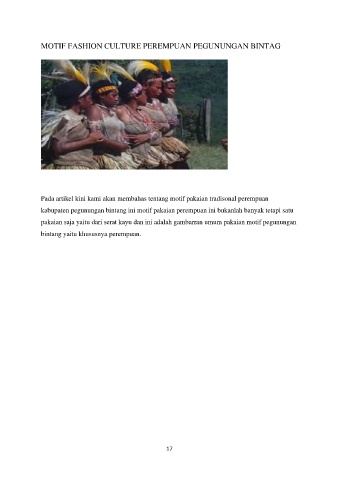 MOTIF FASHION CULTURE PEREMPUAN PEGUNUNGAN BINTAG
Pada artikel kini kami akan membahas tentang motif pakaian tradisonal perempuan
kabupaten pegunungan bintang ini motif pakaian perempuan ini bukanlah banyak tetapi satu
pakaian saja yaitu dari serat kayu dan ini adalah gambarran umum pakaian motif pegunungan
bintang yaitu khususnya perempuan.
17